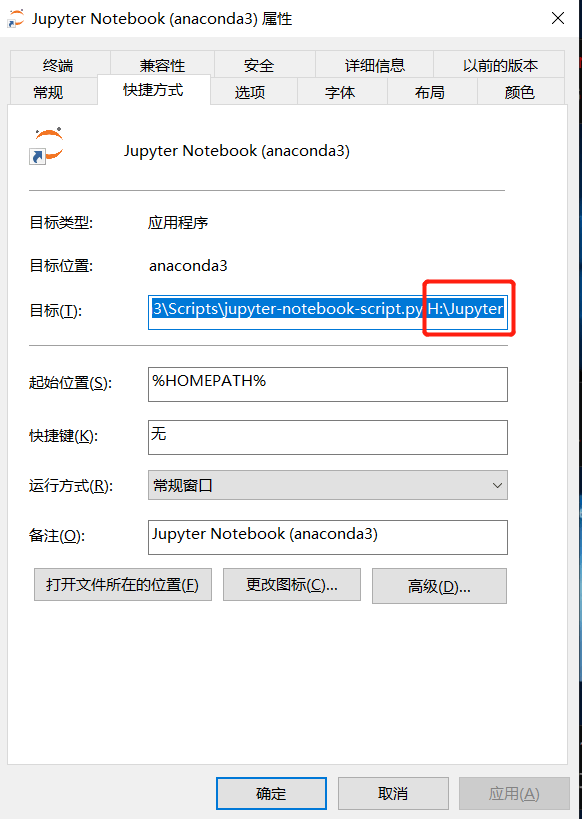 Jupyter Notebook (anaconda3) 属性
终端 兼容性 安全 详细信息 以前的版本
常规 快捷方式 选项 字体 布局 颜色
Jupyter Notebook (anaconda3)
目标类型: 应用程序
目标位置: anaconda3
目标(T): 3\Scripts\jupyter-notebook-script.py H:\Jupyter
起始位置(S): %HOMEPATH%
快捷键(K): 无
运行方式(R): 常规窗口
备注(O): Jupyter Notebook (anaconda3)
打开文件所在的位置(F) 更改图标(C)... 高级(D)...
确定 取消 应用(A)